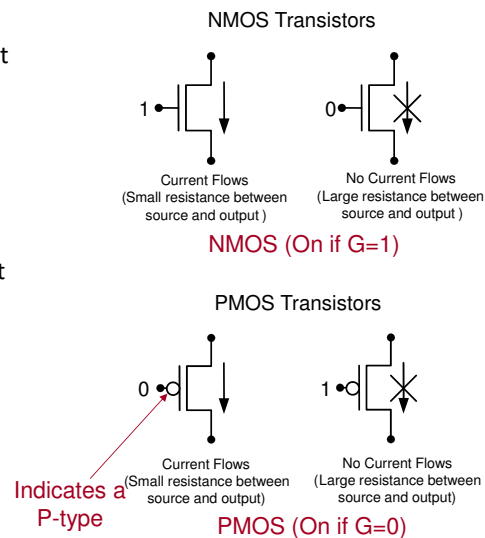 NMOS Transistors
t
1
0
Current Flows
(Small resistance between
source and output )
No Current Flows
(Large resistance between
source and output )
NMOS (On if G=1)
t
PMOS Transistors
0
1
Current Flows
(Small resistance between
source and output)
No Current Flows
(Large resistance between
source and output)
Indicates a
P-type
PMOS (On if G=0)